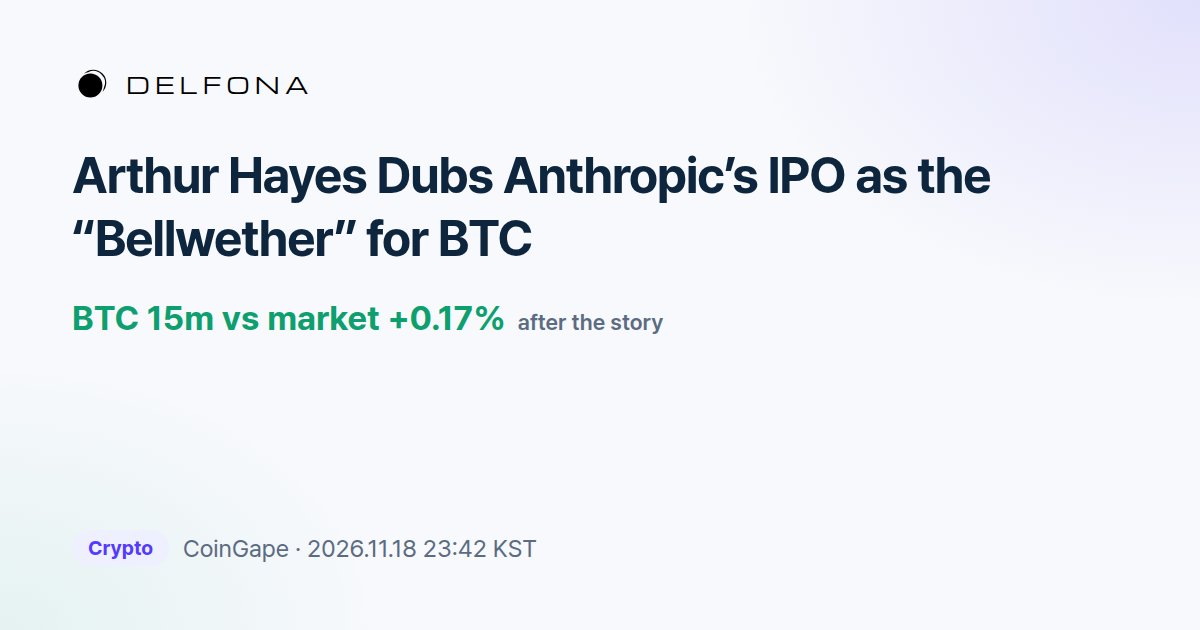 DELFONA
Arthur Hayes Dubs Anthropic’s IPO as the
“Bellwether” for BTC
BTC 15m vs market +0.17% after the story
Crypto CoinGape · 2026.11.18 23:42 KST